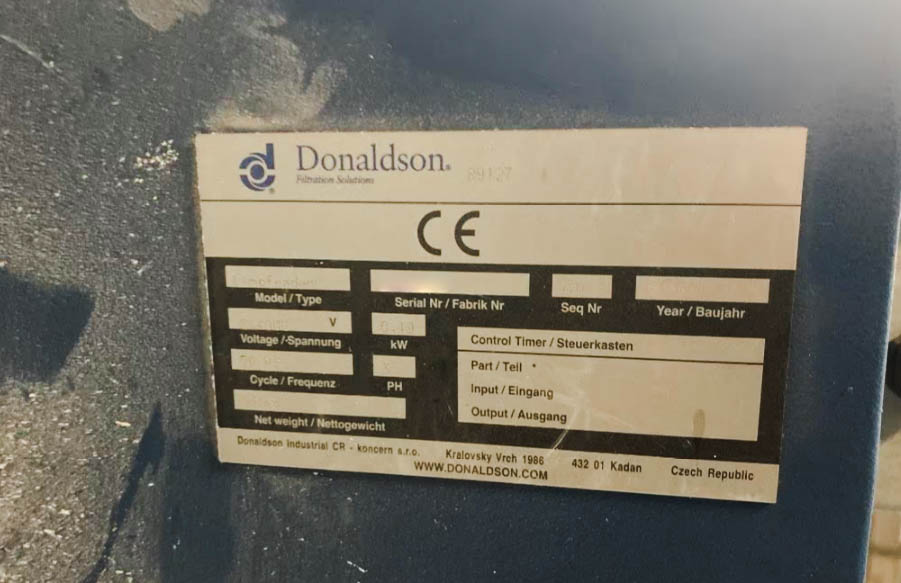 Donaldson®
Filtration Solutions
89127
CE
Model / Type
Serial Nr / Fabrik Nr
Seq Nr
Year / Baujahr
V
Voltage / Spannung
kW
Control Timer / Steuerkasten
Cycle / Frequenz
PH
Part / Teil
Input / Eingang
Output / Ausgang
Net weight / Nettogewicht
Donaldson Industrial CR - koncern s.r.o. Kralovsky Vrch 1986 432 01 Kadan Czech Republic
WWW.DONALDSON.COM